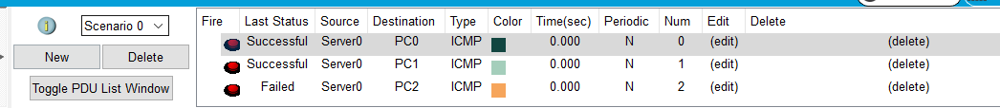 Scenario 0
New
Delete
Toggle PDU List Window
Fire Last Status Source Destination Type Color Time(sec) Periodic Num Edit Delete
Successful Server0 PC0 ICMP 0.000 N 0 (edit) (delete)
Successful Server0 PC1 ICMP 0.000 N 1 (edit) (delete)
Failed Server0 PC2 ICMP 0.000 N 2 (edit) (delete)